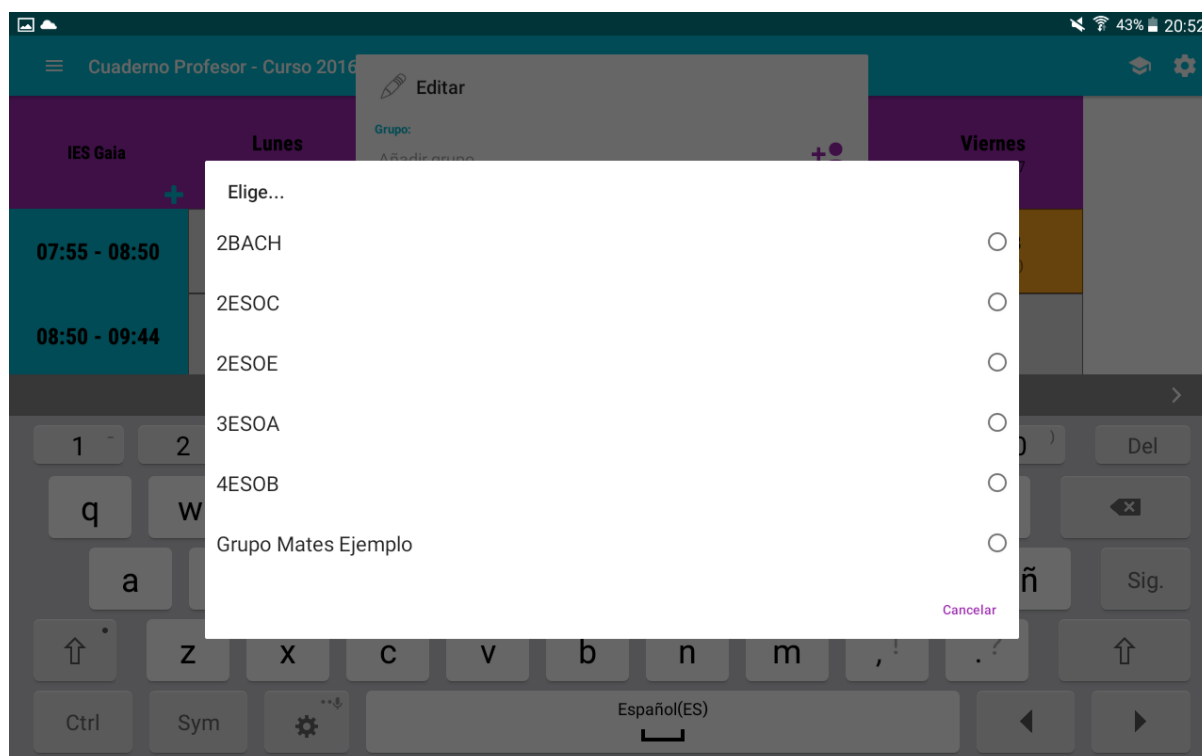 43% 20:52
Cuaderno Profesor - Curso 2016
Editar
Grupo:
Añadir grupo
IES Gaia
Lunes
Viernes
Elige...
07:55 - 08:50
2BACH
2ESOC
08:50 - 09:44
2ESOE
3ESOA
1 - 2 ) Del
4ESOB
q w
Grupo Mates Ejemplo
a ñ Sig.
Cancelar
z x c v b n m , ! . ?
Ctrl Sym Español(ES)